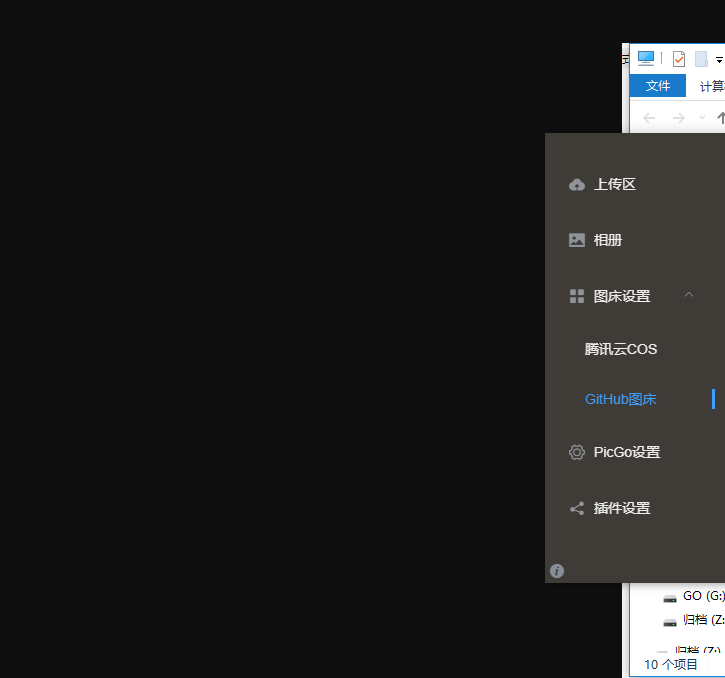 文件
计算
上传区
相册
图床设置
腾讯云COS
GitHub图床
PicGo设置
插件设置
GO (G:)
归档 (Z:
归档 (Z:)
10 个项目